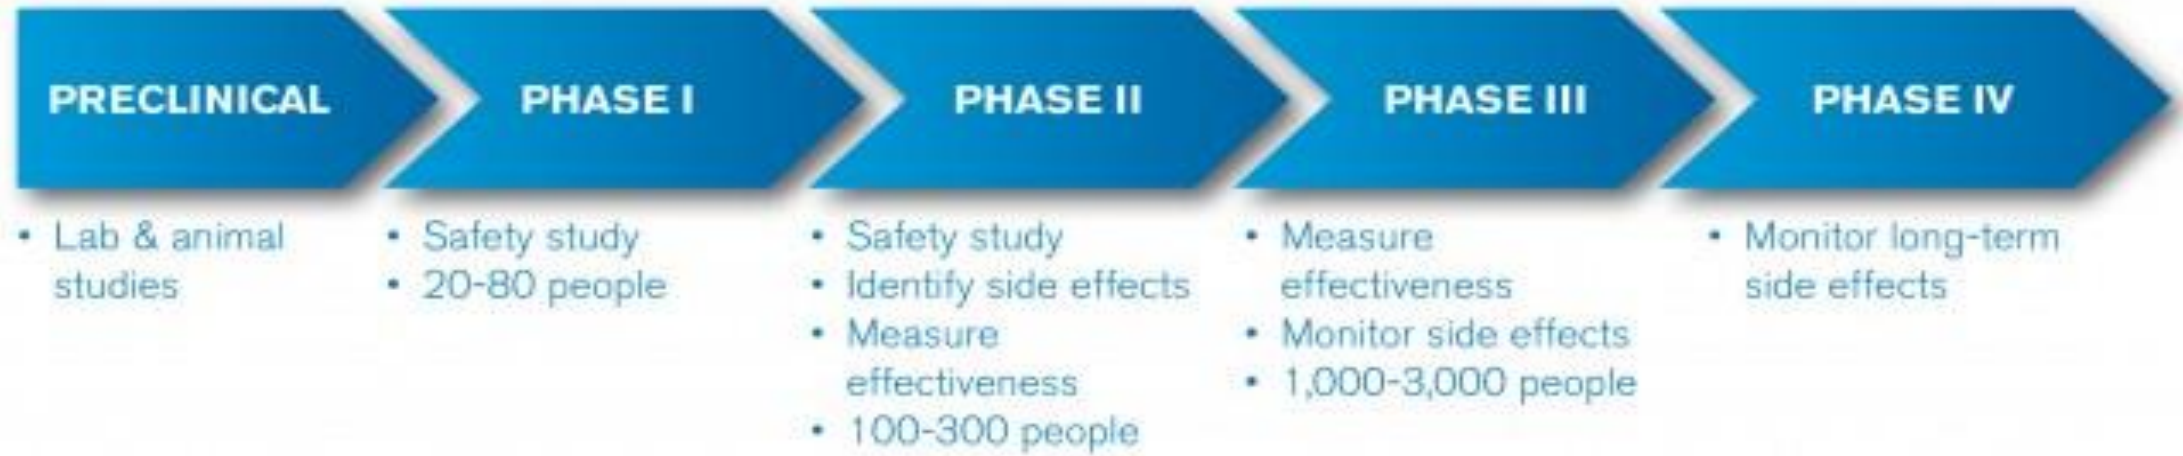 PRECLINICAL
• Lab & animal
studies
PHASE I
• Safety study
• 20-80 people
PHASE II
• Safety study
• Identify side effects
• Measure
effectiveness
• 100-300 people
PHASE III
• Measure
effectiveness
• Monitor side effects
• 1,000-3,000 people
PHASE IV
• Monitor long-term
side effects